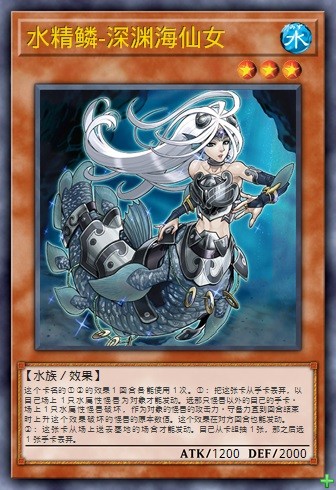 水精鳞-深渊海仙女
水
【水族／效果】
这个卡名的①②的效果1回合各能使用1次。①：把这张卡从手卡丢弃，以
自己场上1只水属性怪兽为对象才能发动。选那只怪兽以外的自己的手卡·
场上1只水属性怪兽破坏，作为对象的怪兽的攻击力·守备力直到回合结束
时上升这个效果破坏的怪兽的原本数值。这个效果在对方回合也能发动。
②：这张卡从场上送去墓地的场合才能发动。自己从卡组抽1张，那之后选
1张手卡丢弃。
ATK/1200 DEF/2000